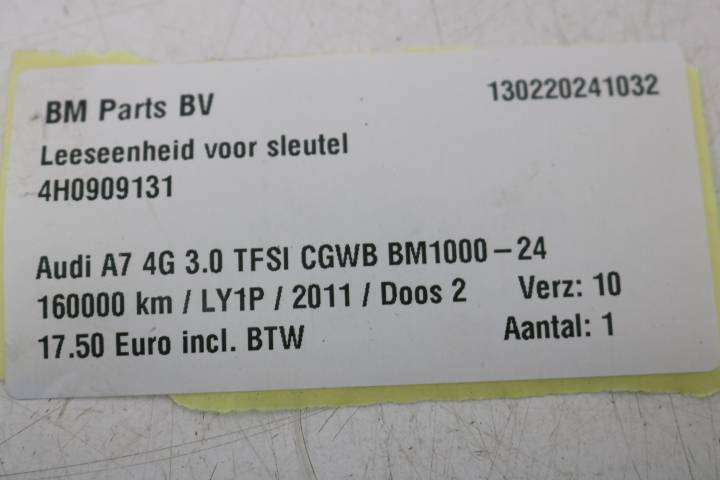 BM Parts BV 130220241032
Leeseenheid voor sleutel
4H0909131
Audi A7 4G 3.0 TFSI CGWB BM1000-24
160000 km / LY1P / 2011 / Doos 2 Verz: 10
17.50 Euro incl. BTW Aantal: 1